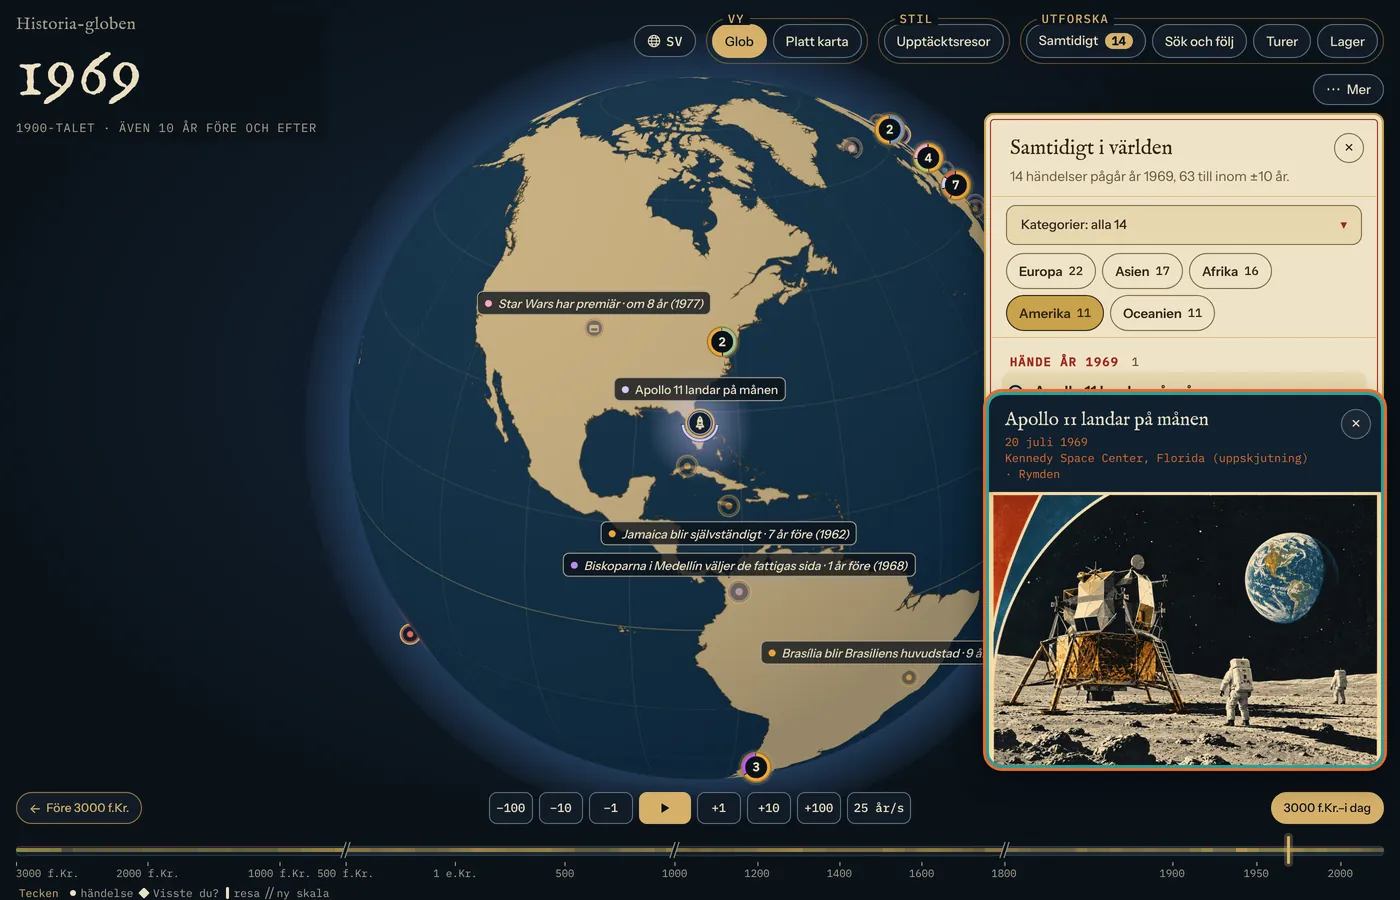 Historia-globen
1969
1900-TALET · ÄVEN 10 ÅR FÖRE OCH EFTER
SV
VY
Glob
Platt karta
STIL
Upptäcktsresor
UTFORSKA
Samtidigt 14
Sök och följ
Turer
Lager
··· Mer
Samtidigt i världen
14 händelser pågår år 1969, 63 till inom ±10 år.
Kategorier: alla 14
Europa 22
Asien 17
Afrika 16
Amerika 11
Oceanien 11
HÄNDE ÅR 1969 1
Apollo 11 landar på månen
Apollo 11 landar på månen
20 juli 1969
Kennedy Space Center, Florida (uppskjutning)
· Rymden
2
4
7
Star Wars har premiär · om 8 år (1977)
2
Apollo 11 landar på månen
Jamaica blir självständigt · 7 år före (1962)
Biskoparna i Medellín väljer de fattigas sida · 1 år före (1968)
Brasília blir Brasiliens huvudstad · 9 å
3
← Före 3000 f.Kr.
−100
−10
−1
+1
+10
+100
25 år/s
3000 f.Kr.–i dag
3000 f.Kr. 2000 f.Kr. 1000 f.Kr. 500 f.Kr. 1 e.Kr. 500 1000 1200 1400 1600 1800 1900 1950 2000
Tecken händelse Visste du? resa // ny skala